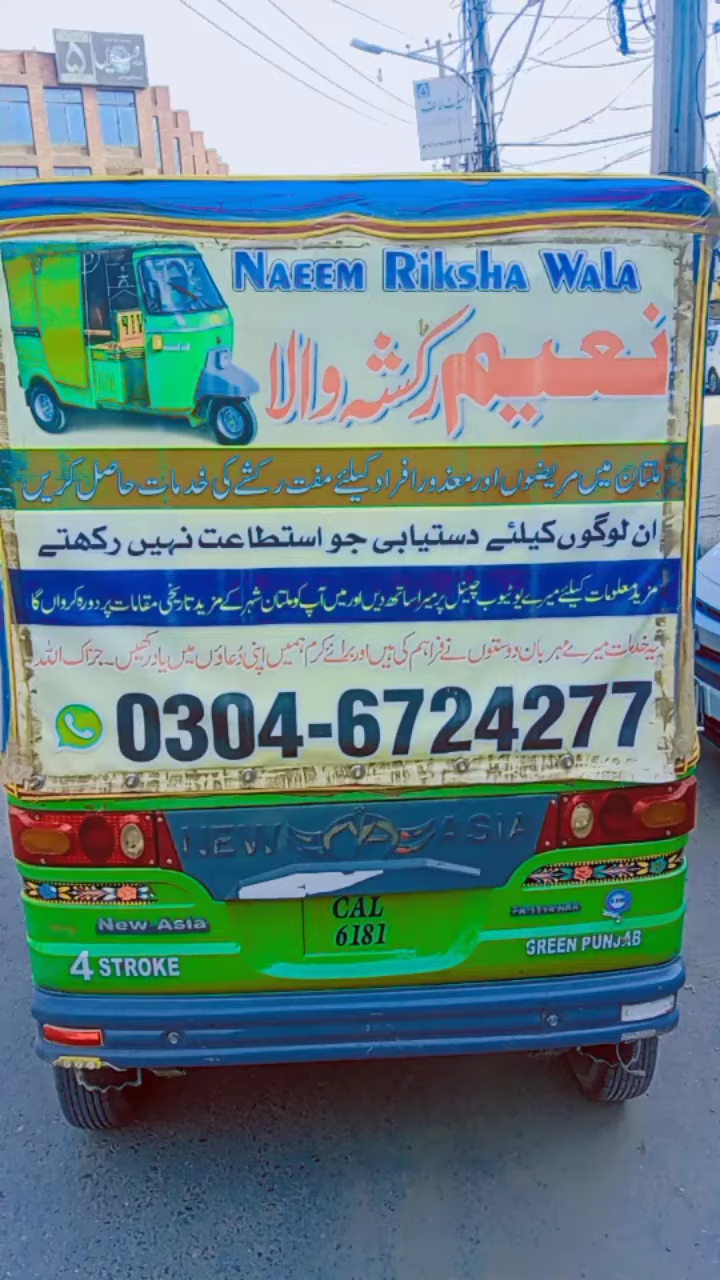 NAEEM RIKSHA WALA
نعیم رکشہ والا
ملتان میں مریضوں اور معذور افراد کیلئے مفت رکشے کی خدمات حاصل کریں
ان لوگوں کیلئے دستیابی جو استطاعت نہیں رکھتے
مزید معلومات کیلئے میرے یوٹیوب چینل پر میرا ساتھ دیں اور میں آپ کو ملتان شہر کے مزید تاریخی مقامات پر دورہ کرواں گا
یہ خدمات میرے مہربان دوستوں نے فراہم کی ہیں اور برائے کرم ہمیں اپنی دُعاؤں میں یاد رکھیں۔ جزاک اللہ
0304-6724277
NEW ASIA
New Asia
CAL
6181
4 STROKE
GREEN PUNJAB